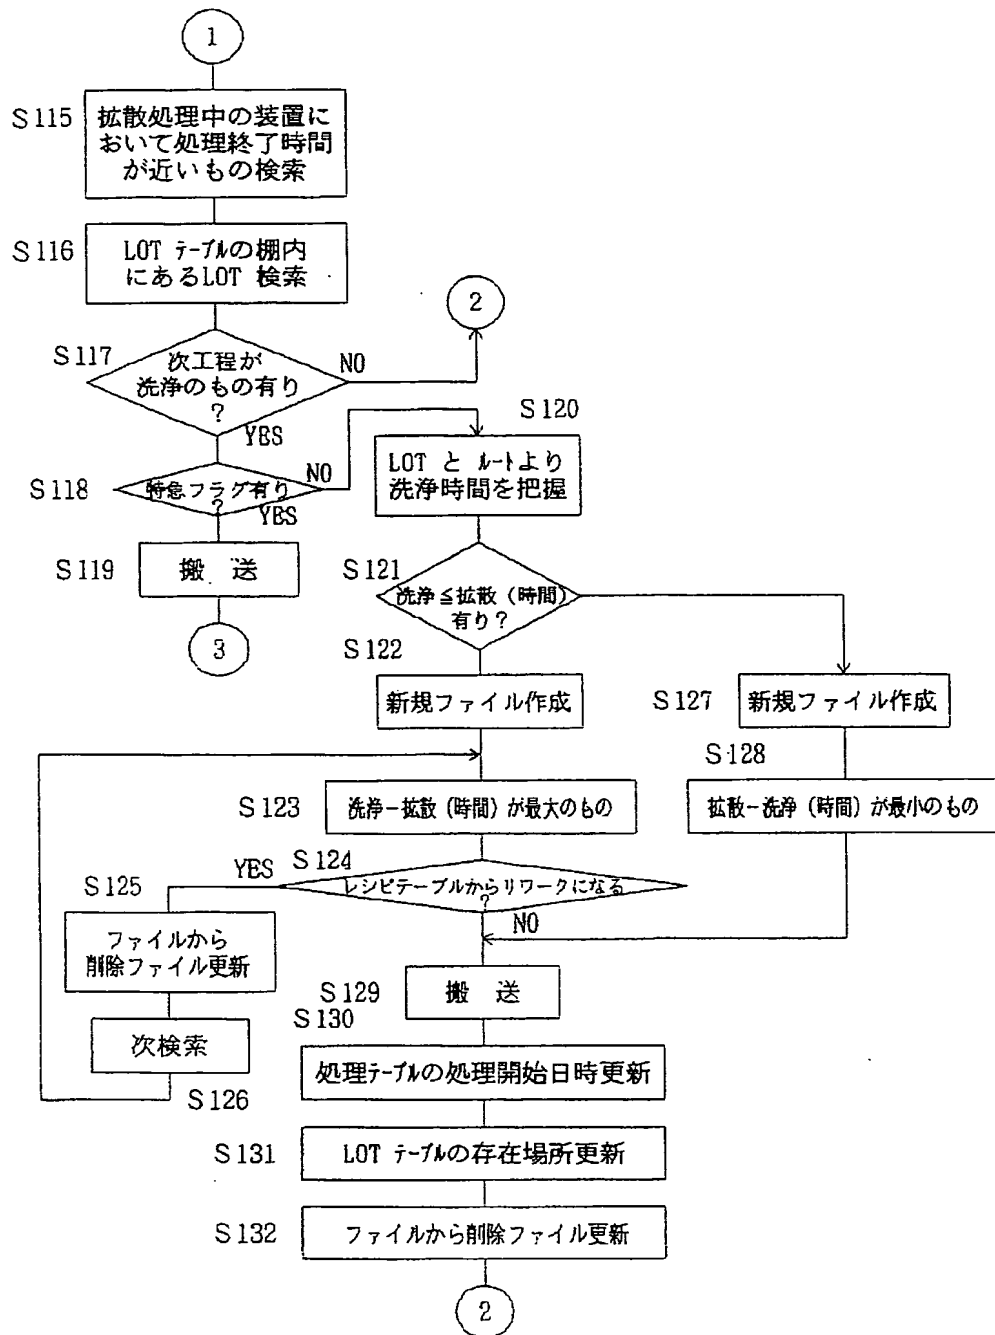 1
S115
拡散処理中の装置に
おいて処理終了時間
が近いもの検索
S116
LOT テーブルの棚内
にあるLOT 検索
2
S117
次工程が
洗浄のもの有り
?
NO
YES
S118
特急フラグ有り
?
NO
YES
S119
搬 送
3
S120
LOT と ルートより
洗浄時間を把握
S121
洗浄≦拡散(時間)
有り?
S122
新規ファイル作成
S127
新規ファイル作成
S128
拡散-洗浄(時間)が最小のもの
S123
洗浄-拡散(時間)が最大のもの
S124
レシピテーブルからリワークになる
?
YES
NO
S125
ファイルから
削除ファイル更新
次検索
S126
S129
搬 送
S130
処理テーブルの処理開始日時更新
S131
LOT テーブルの存在場所更新
S132
ファイルから削除ファイル更新
2